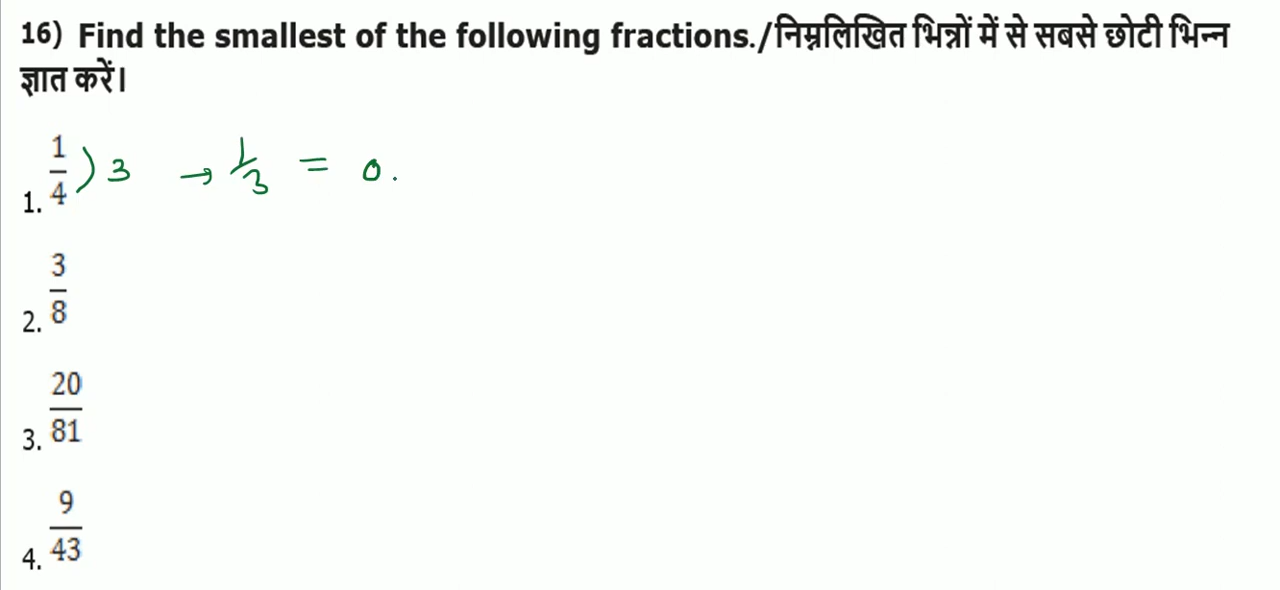 16) Find the smallest of the following fractions./निम्नलिखित भिन्नों में से सबसे छोटी भिन्न
ज्ञात करें।
1. 1/4 ) 3 → 1/3 = 0.
2. 3/8
3. 20/81
4. 9/43